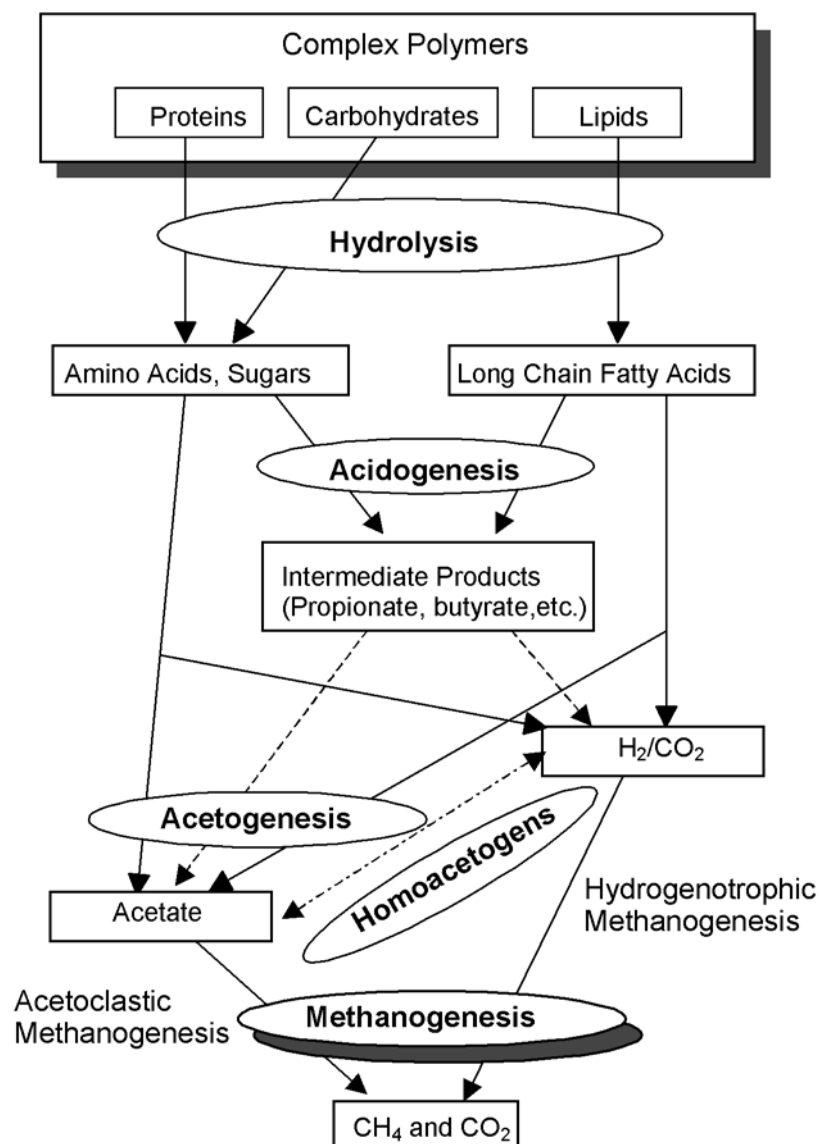 Complex Polymers
Proteins
Carbohydrates
Lipids
Hydrolysis
Amino Acids, Sugars
Long Chain Fatty Acids
Acidogenesis
Intermediate Products
(Propionate, butyrate,etc.)
H₂/CO₂
Acetogenesis
Homoacetogens
Acetate
Hydrogenotrophic
Methanogenesis
Acetoclastic
Methanogenesis
Methanogenesis
CH₄ and CO₂